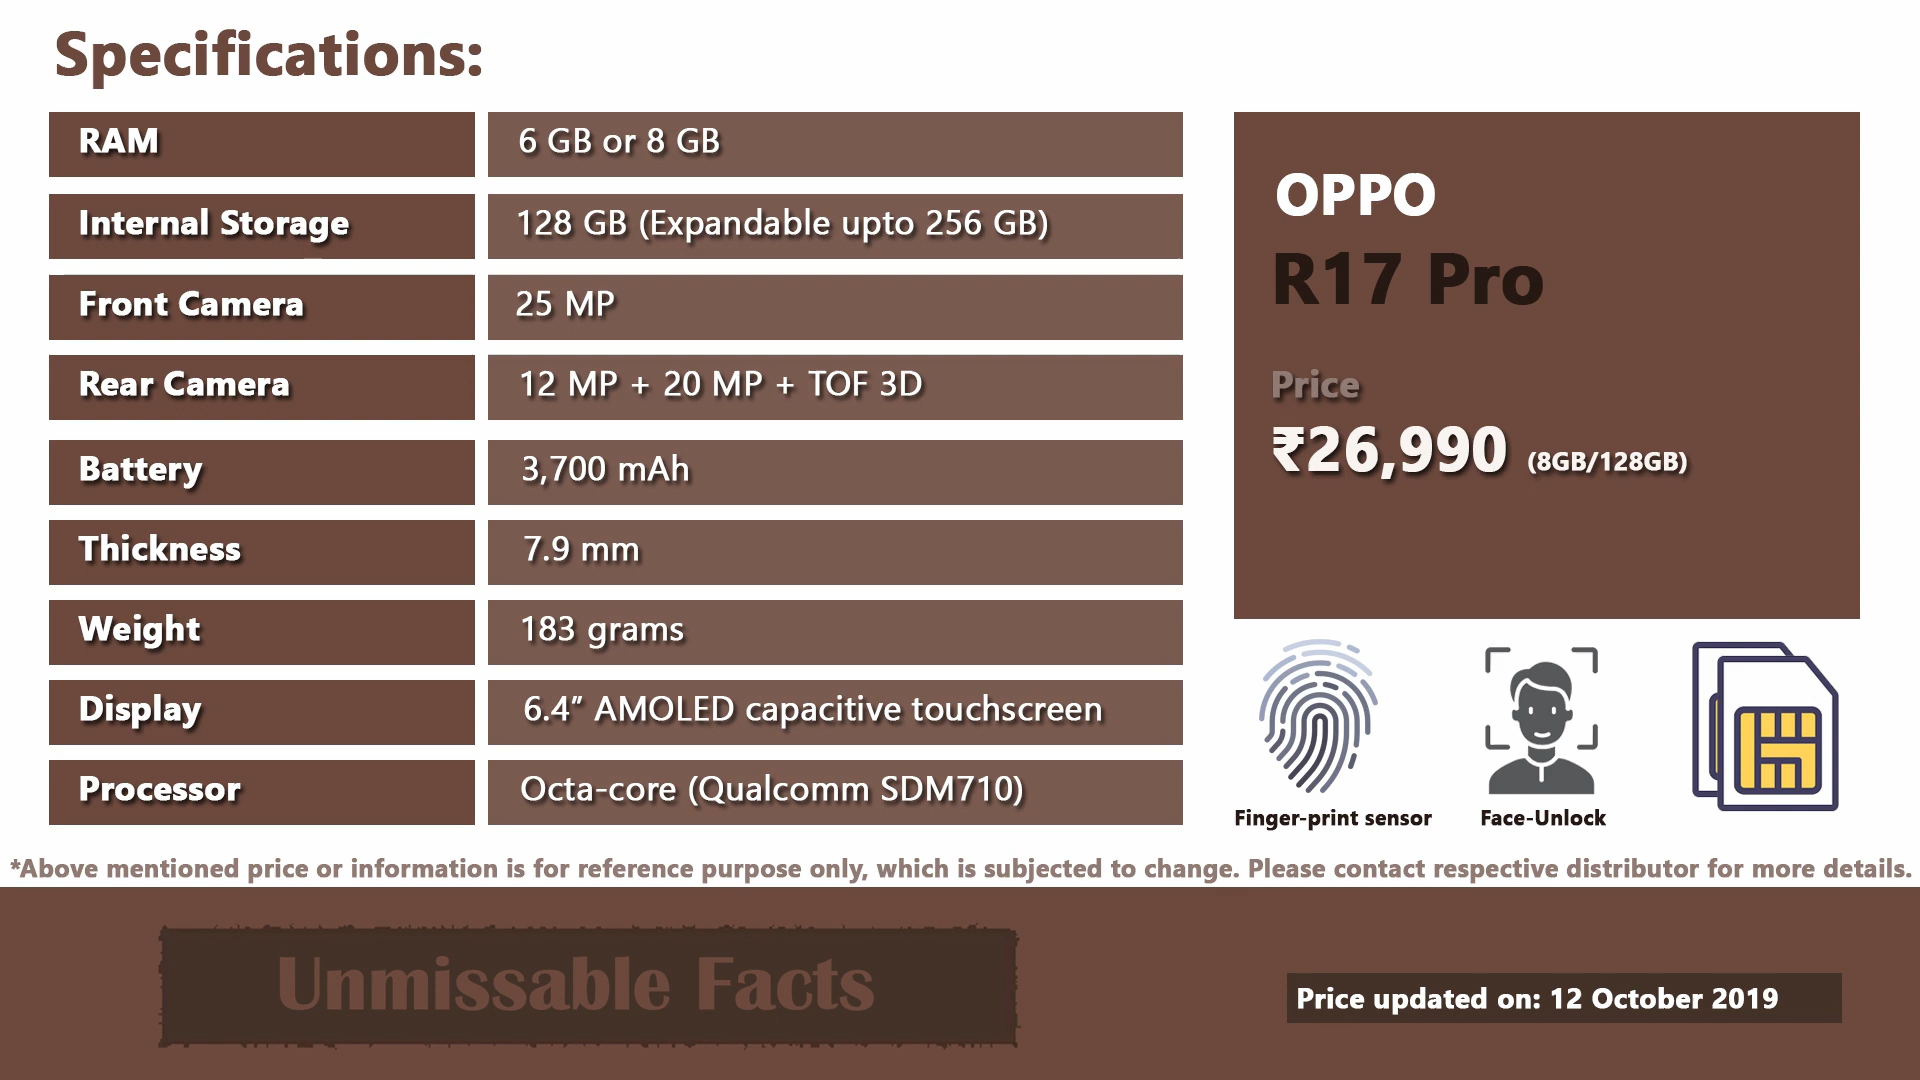 Specifications:
RAM
6 GB or 8 GB
Internal Storage
128 GB (Expandable upto 256 GB)
Front Camera
25 MP
Rear Camera
12 MP + 20 MP + TOF 3D
Battery
3,700 mAh
Thickness
7.9 mm
Weight
183 grams
Display
6.4” AMOLED capacitive touchscreen
Processor
Octa-core (Qualcomm SDM710)
OPPO
R17 Pro
Price
₹26,990 (8GB/128GB)
Finger-print sensor
Face-Unlock
*Above mentioned price or information is for reference purpose only, which is subjected to change. Please contact respective distributor for more details.
Unmissable Facts
Price updated on: 12 October 2019